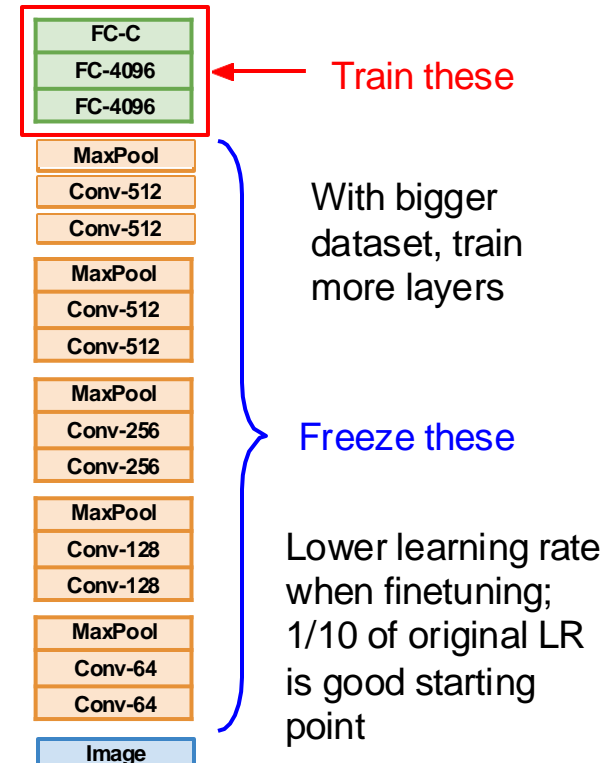 FC-C
FC-4096
FC-4096
Train these
MaxPool
Conv-512
Conv-512
With bigger
dataset, train
more layers
MaxPool
Conv-512
Conv-512
MaxPool
Conv-256
Conv-256
Freeze these
MaxPool
Conv-128
Conv-128
MaxPool
Conv-64
Conv-64
Lower learning rate
when finetuning;
1/10 of original LR
is good starting
point
Image